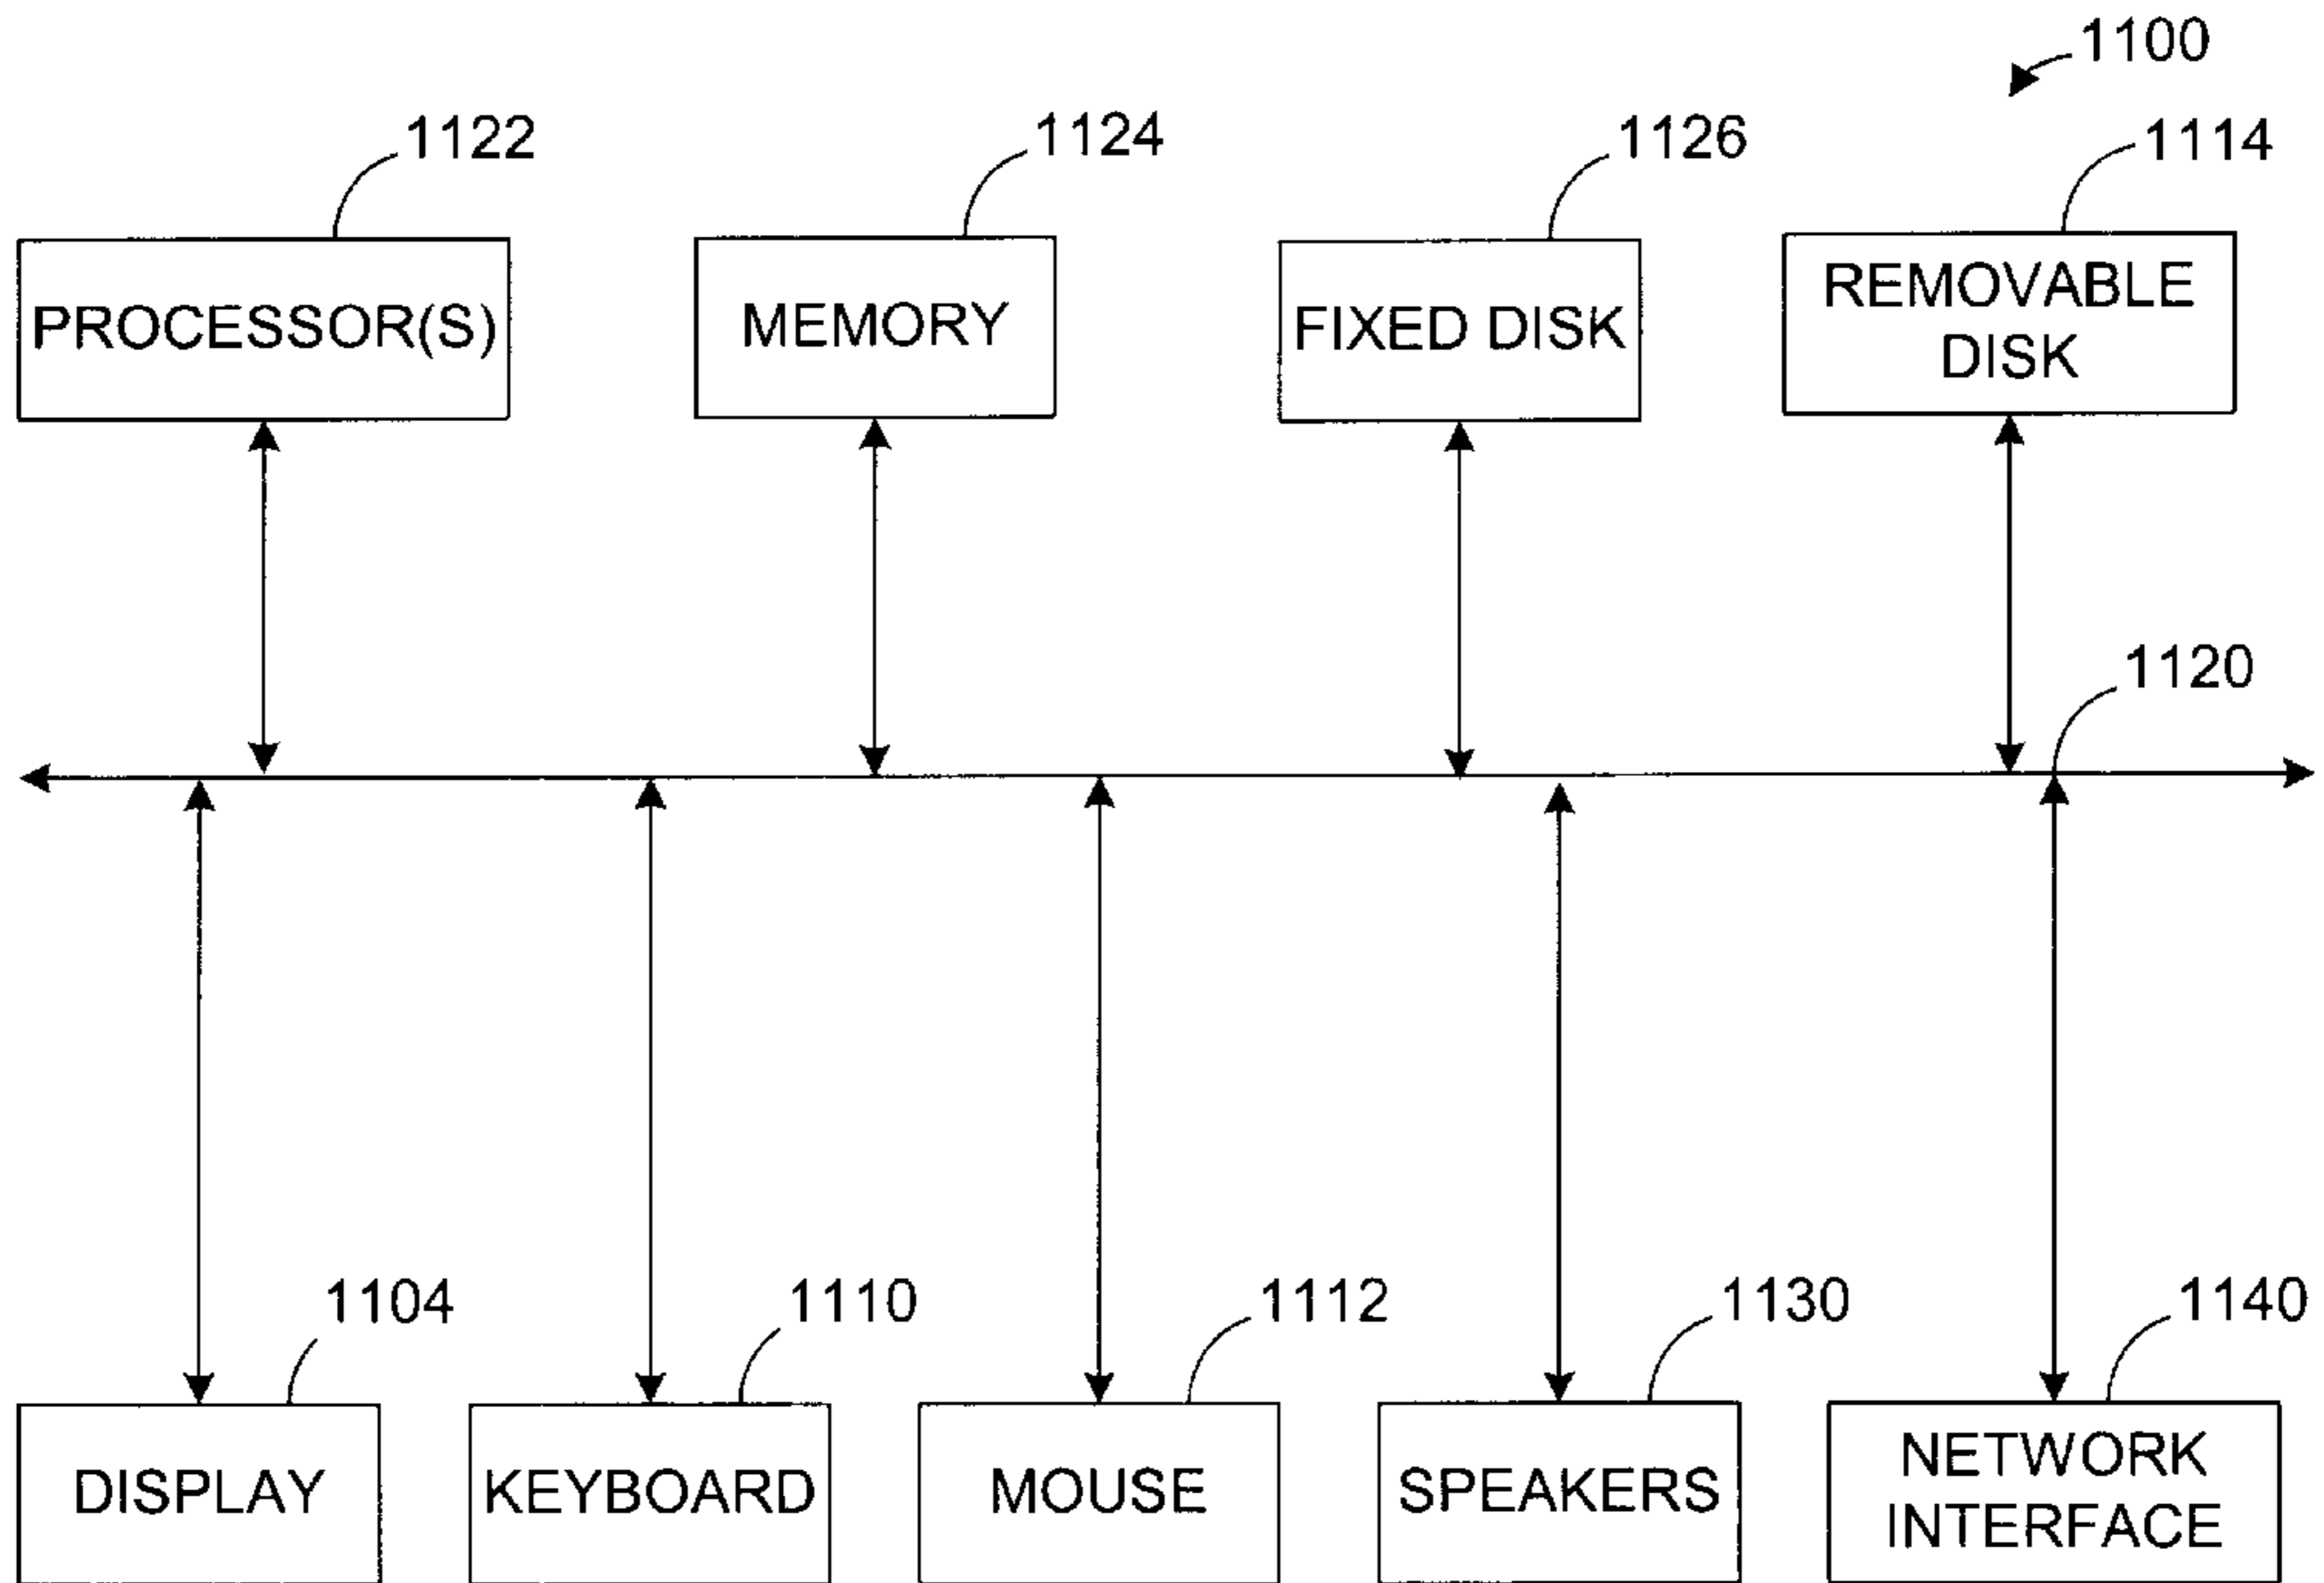 1100
1122
1124
1126
1114
PROCESSOR(S)
MEMORY
FIXED DISK
REMOVABLE
DISK
1120
1104
1110
1112
1130
1140
DISPLAY
KEYBOARD
MOUSE
SPEAKERS
NETWORK
INTERFACE